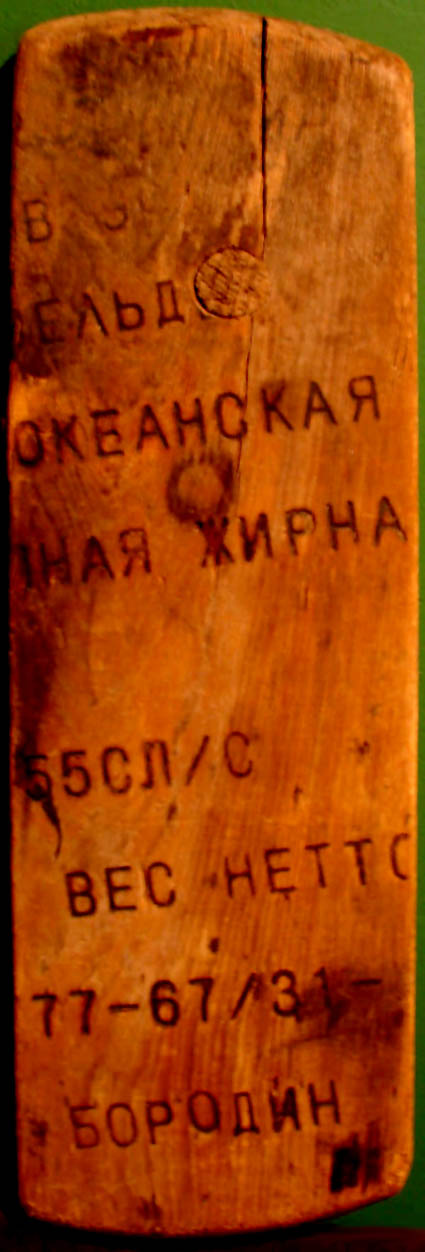 ЕЛЬД
ОКЕАНСКАЯ
НАЯ ЖИРНА
55СЛ/С
ВЕС НЕТТО
77-67/31-
БОРОДИН